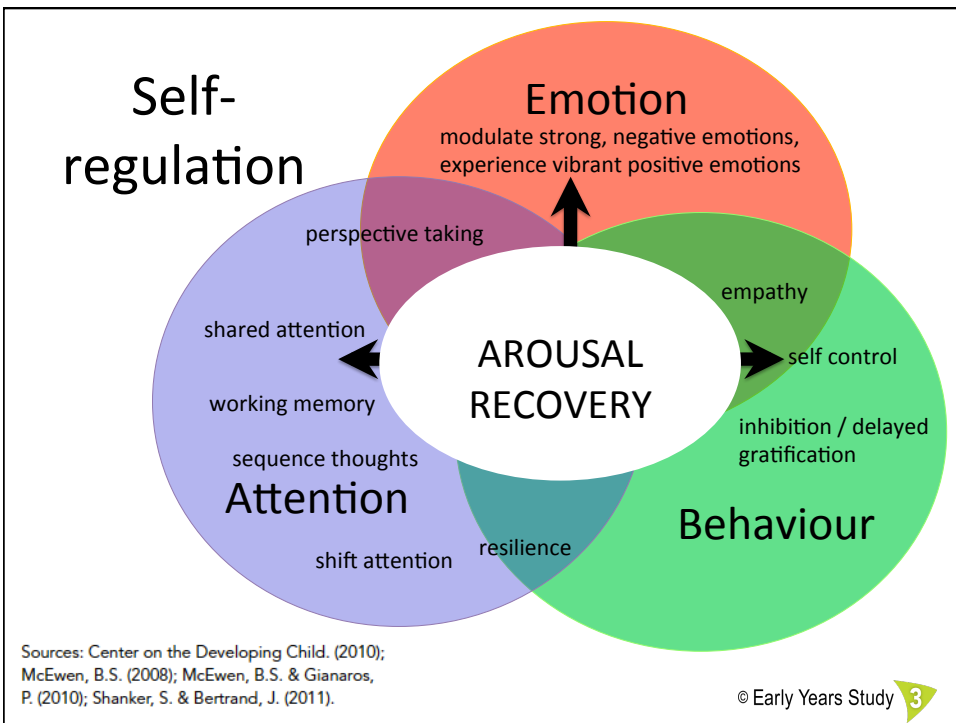 Self-
regulation
Emotion
modulate strong, negative emotions,
experience vibrant positive emotions
perspective taking
empathy
shared attention
AROUSAL
RECOVERY
self control
working memory
inhibition / delayed
gratification
sequence thoughts
Attention
Behaviour
shift attention
resilience
Sources: Center on the Developing Child. (2010);
McEwen, B.S. (2008); McEwen, B.S. & Gianaros,
P. (2010); Shanker, S. & Bertrand, J. (2011).
© Early Years Study 3